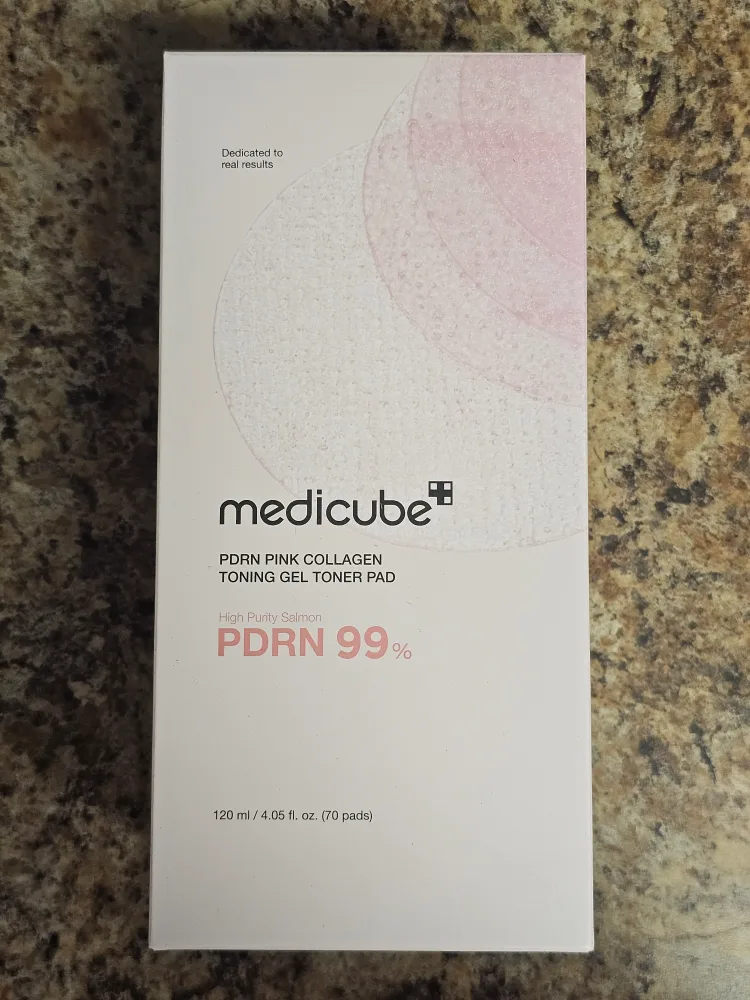 Dedicated to
real results
medicube
PDRN PINK COLLAGEN
TONING GEL TONER PAD
High Purity Salmon
PDRN 99%
120 ml / 4.05 fl. oz. (70 pads)